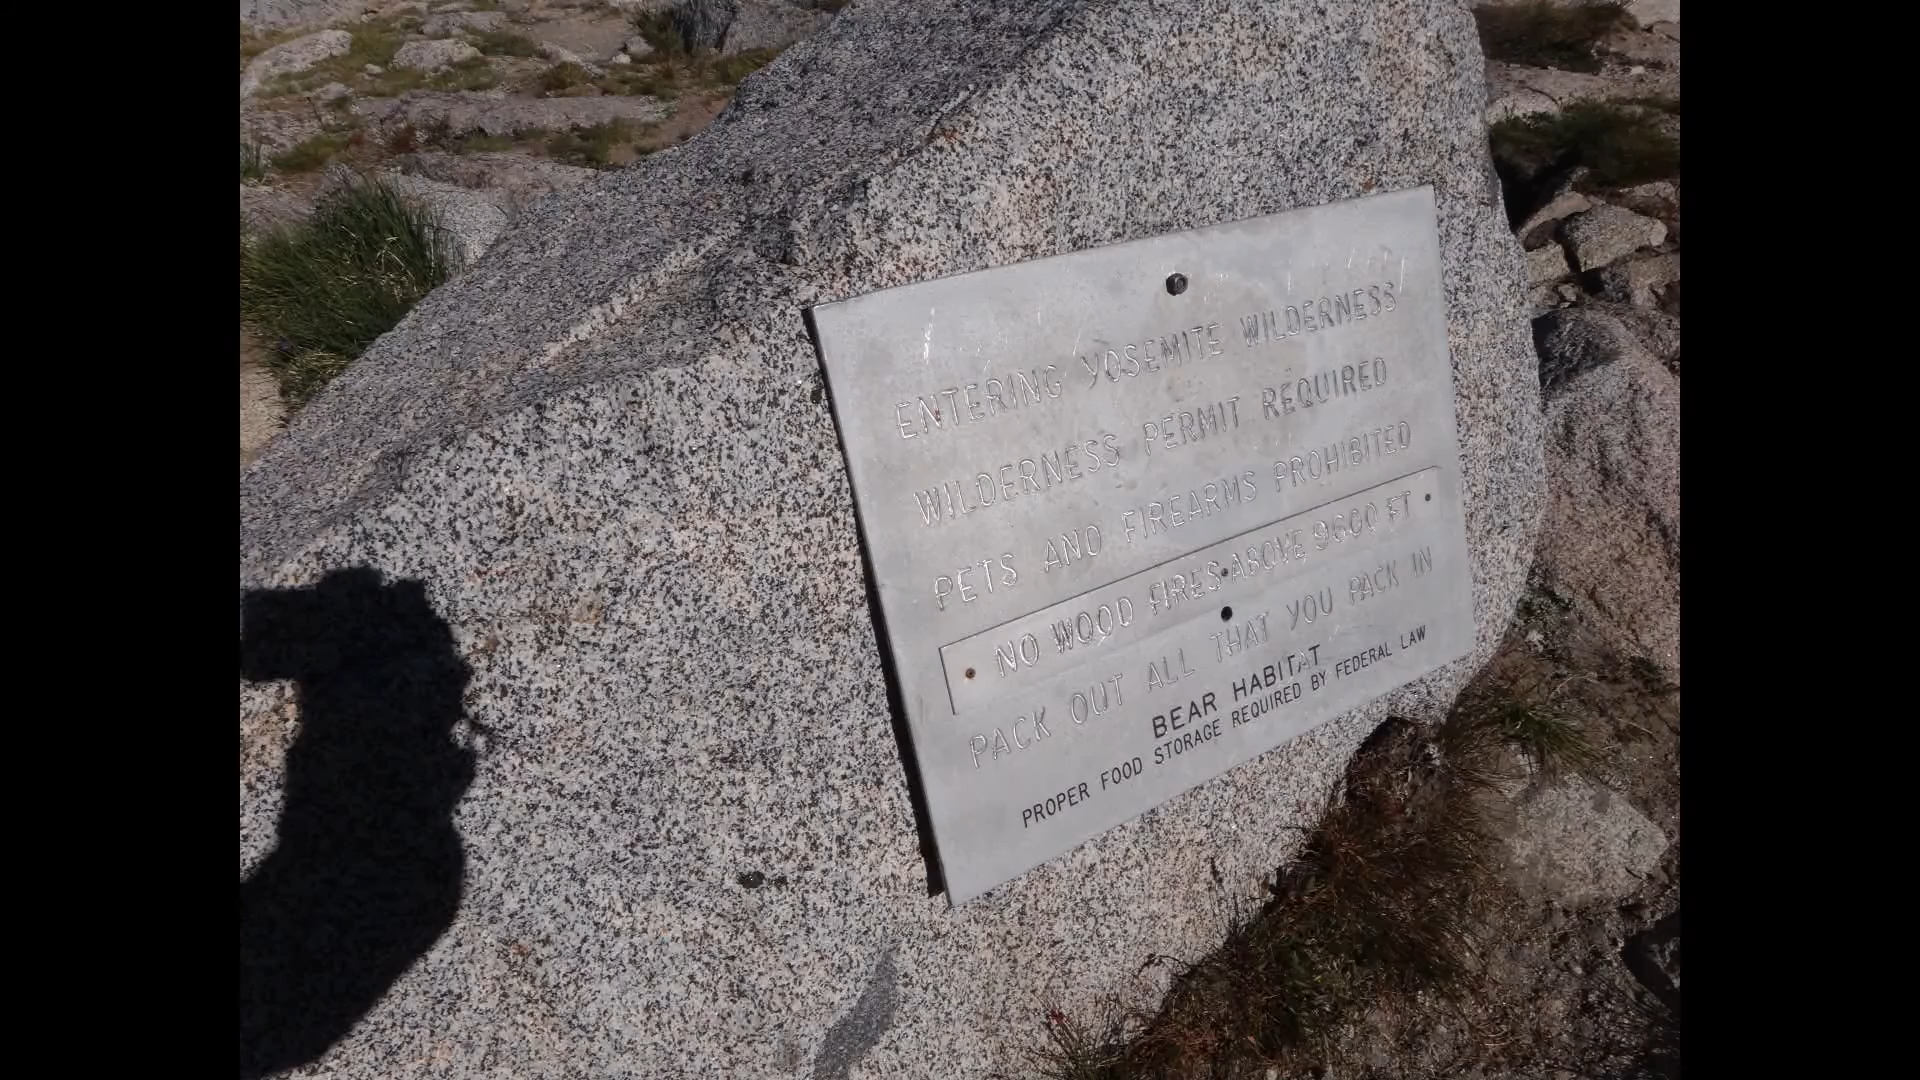 ENTERING YOSEMITE WILDERNESS
WILDERNESS PERMIT REQUIRED
PETS AND FIREARMS PROHIBITED
NO WOOD FIRES ABOVE 9600 FT
PACK OUT ALL THAT YOU PACK IN
BEAR HABITAT
PROPER FOOD STORAGE REQUIRED BY FEDERAL LAW